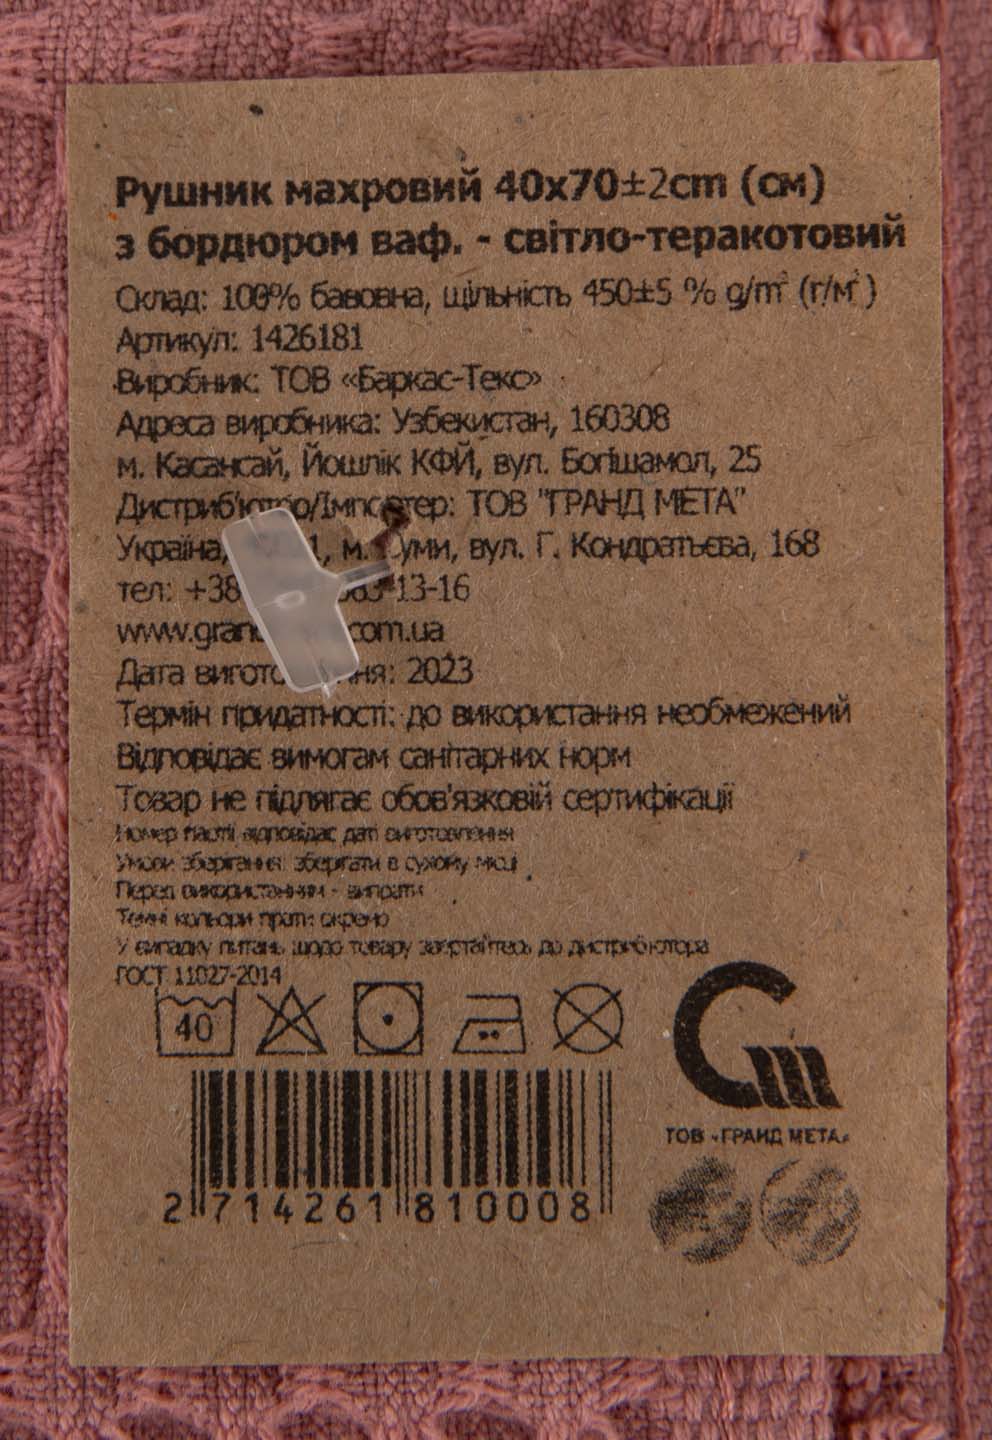 Рушник махровий 40х70±2cm (см)
з бордюром ваф. - світло-теракотовий
Склад: 100% бавовна, щільність 450±5 % g/m² (г/м²)
Артикул: 1426181
Виробник: ТОВ «Баркас-Текс»
Адреса виробника: Узбекистан, 160308
м. Касансай, Йошлік КФЙ, вул. Богішамол, 25
Дистриб'ютор/Імпортер: ТОВ "ГРАНД МЕТА"
Україна, м. Суми, вул. Г. Кондратьєва, 168
тел: +38 13-16
Дата виготовлення: 2023
Термін придатності: до використання необмежений
Відповідає вимогам санітарних норм
Товар не підлягає обов'язковій сертифікації
Номер партії відповідає даті виготовлення
Умови зберігання: зберігати в сухому місці
Перед використанням - випрати
Темні кольори прати окремо
У випадку питань щодо товару звертайтесь до дистриб'ютора
ГОСТ 11027-2014
40
ТОВ «ГРАНД МЕТА»
2 714261 810008